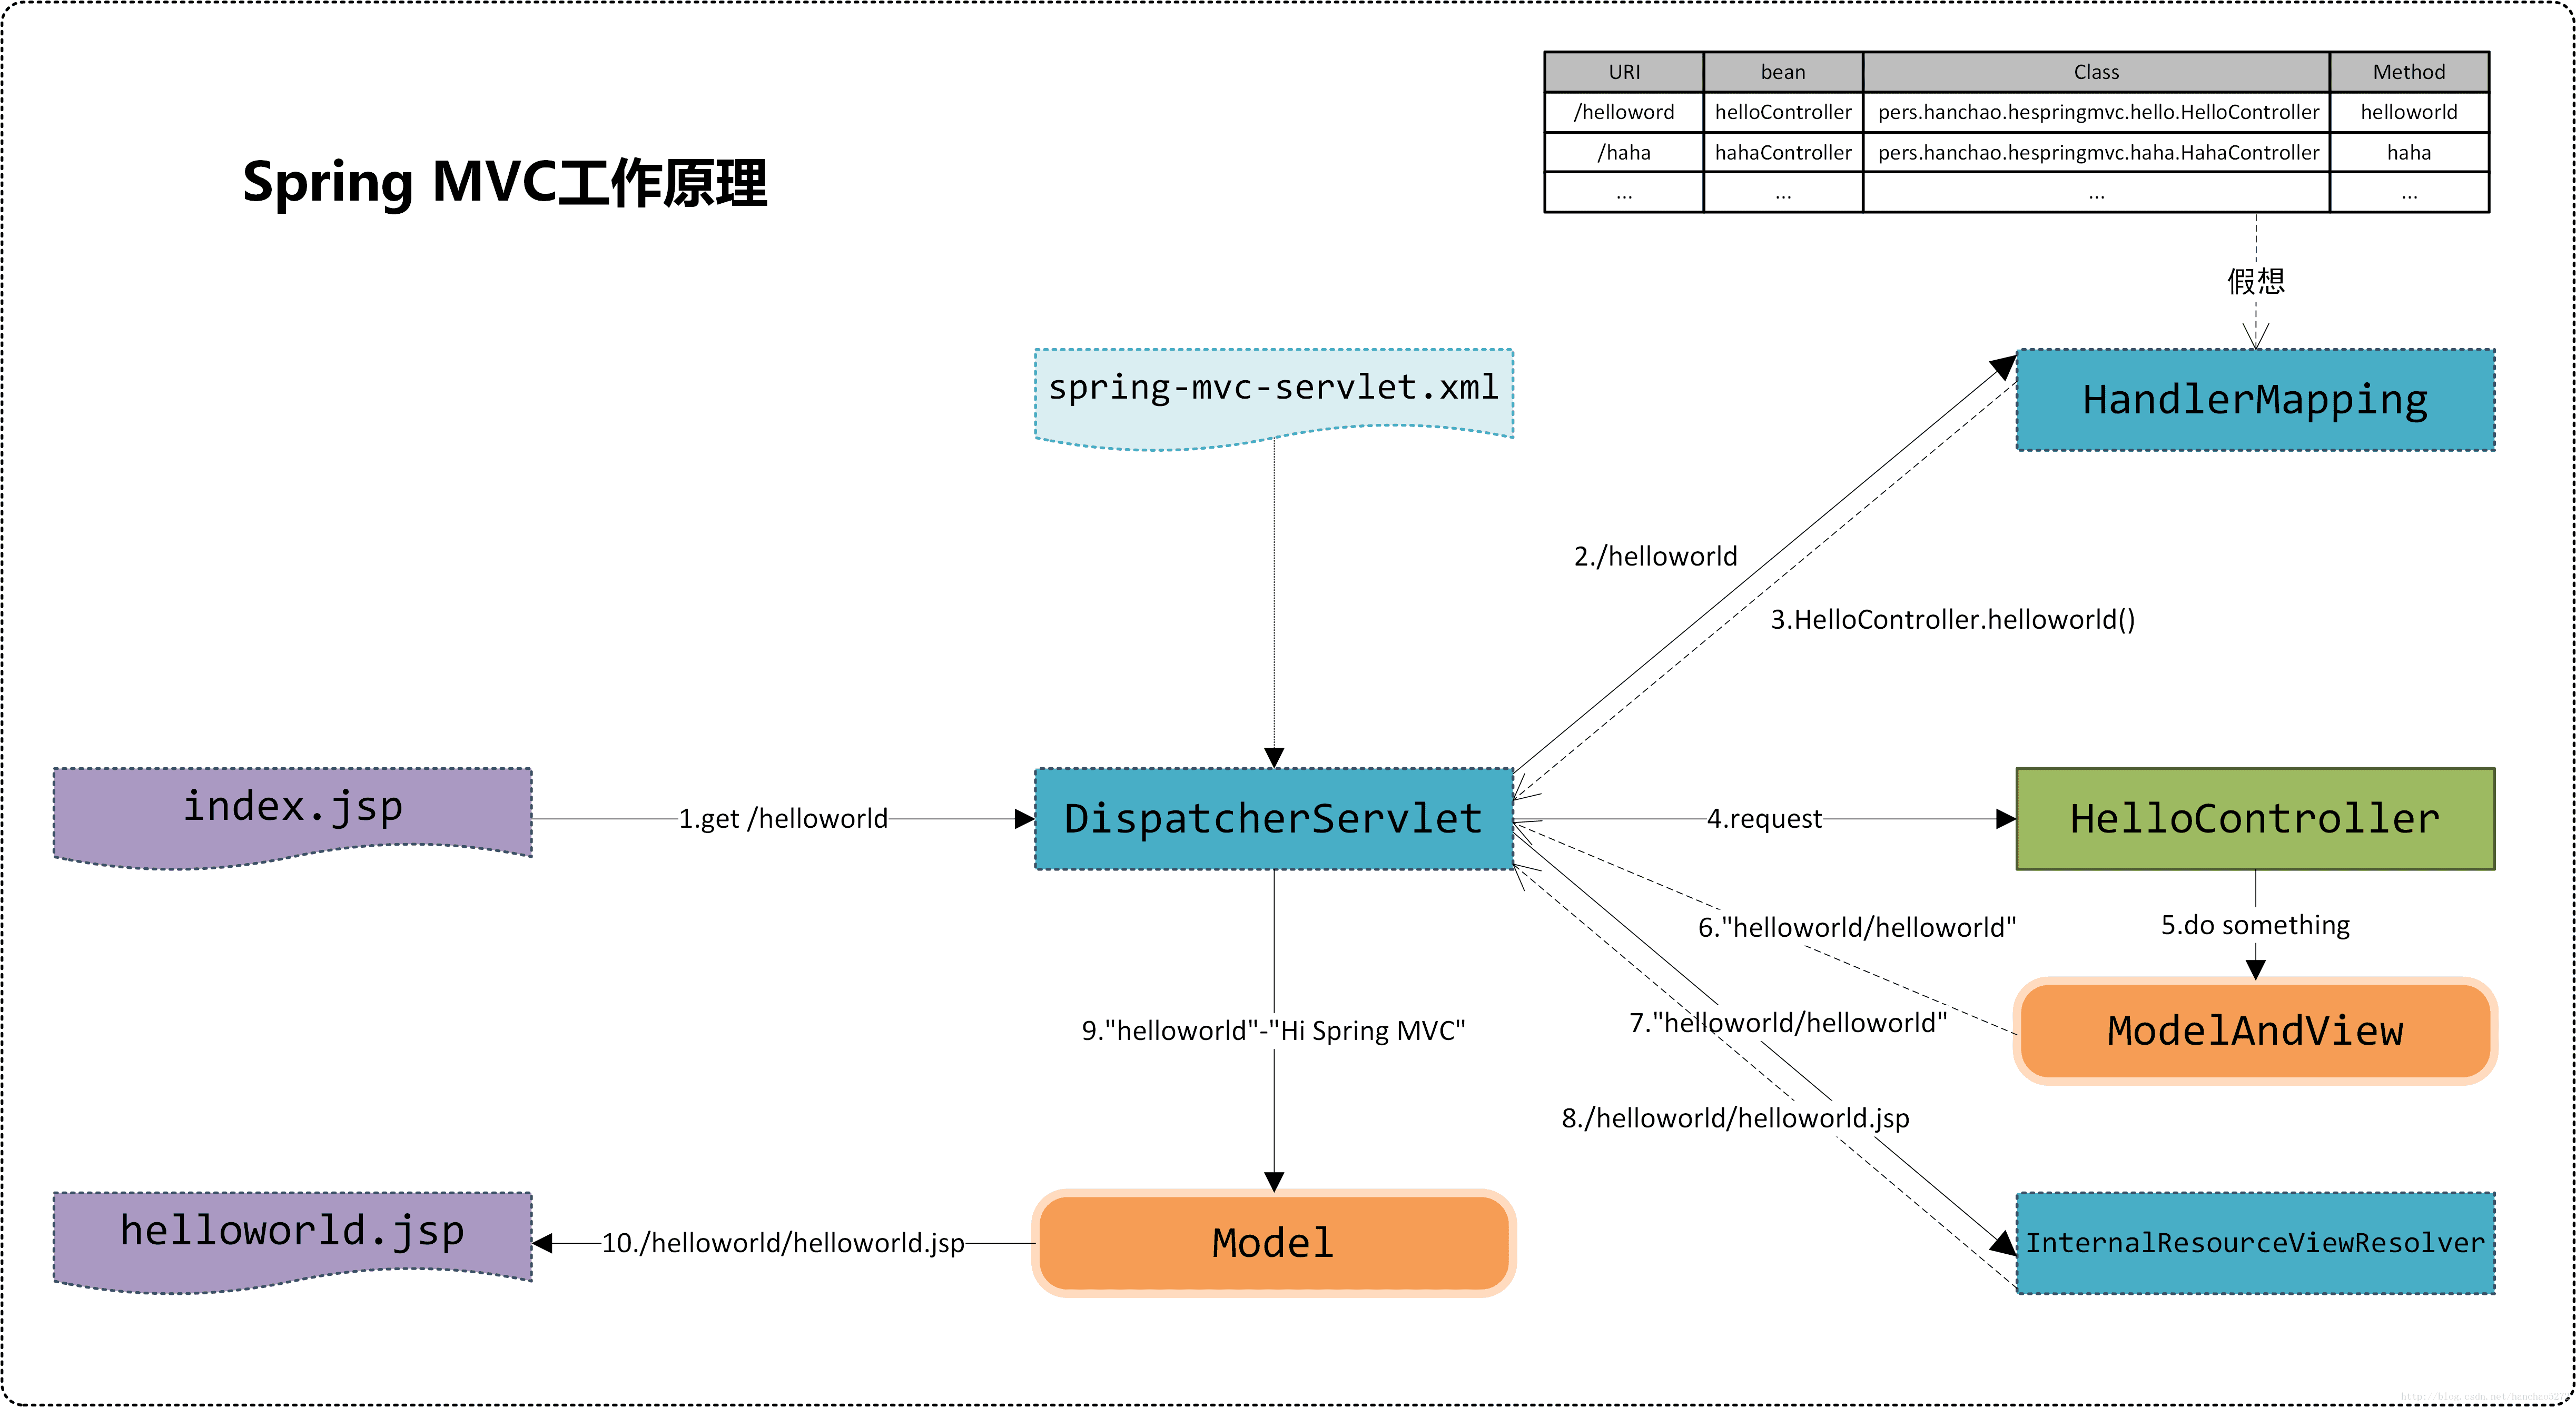 Spring MVC工作原理
URI bean Class Method
/helloword helloController pers.hanchao.hespringmvc.hello.HelloController helloworld
/haha hahaController pers.hanchao.hespringmvc.haha.HahaController haha
... ... ... ...
假想
spring-mvc-servlet.xml
HandlerMapping
2./helloworld
3.HelloController.helloworld()
index.jsp
1.get /helloworld
DispatcherServlet
4.request
HelloController
6."helloworld/helloworld"
5.do something
9."helloworld"-"Hi Spring MVC"
7."helloworld/helloworld"
ModelAndView
8./helloworld/helloworld.jsp
helloworld.jsp
10./helloworld/helloworld.jsp
Model
InternalResourceViewResolver